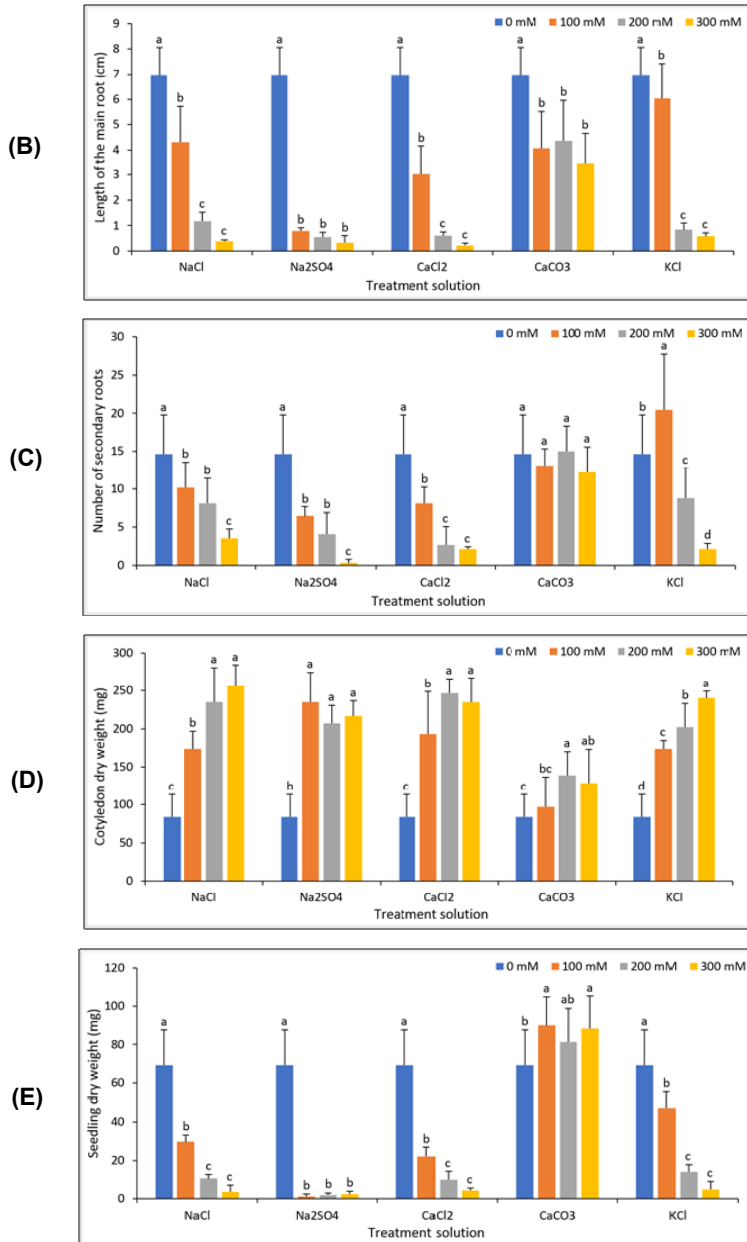 (B)
Length of the main root (cm)
9
8
7
6
5
4
3
2
1
0
0 mM 100 mM 200 mM 300 mM
a b c c
a b b b
a b c c
a b b b
a b c c
NaCl Na2SO4 CaCl2 CaCO3 KCl
Treatment solution
(C)
Number of secondary roots
30
25
20
15
10
5
0
0 mM 100 mM 200 mM 300 mM
a b b c
a b b c
a b c c
a a a a
b a c d
NaCl Na2SO4 CaCl2 CaCO3 KCl
Treatment solution
(D)
Cotyledon dry weight (mg)
300
250
200
150
100
50
0
0 mM 100 mM 200 mM 300 mM
c b a a
b a a a
c b a a
c bc a ab
d c b a
NaCl Na2SO4 CaCl2 CaCO3 KCl
Treatment solution
(E)
Seedling dry weight (mg)
120
100
80
60
40
20
0
0 mM 100 mM 200 mM 300 mM
a b c c
a b b b
a b c c
b a ab a
a b c c
NaCl Na2SO4 CaCl2 CaCO3 KCl
Treatment solution